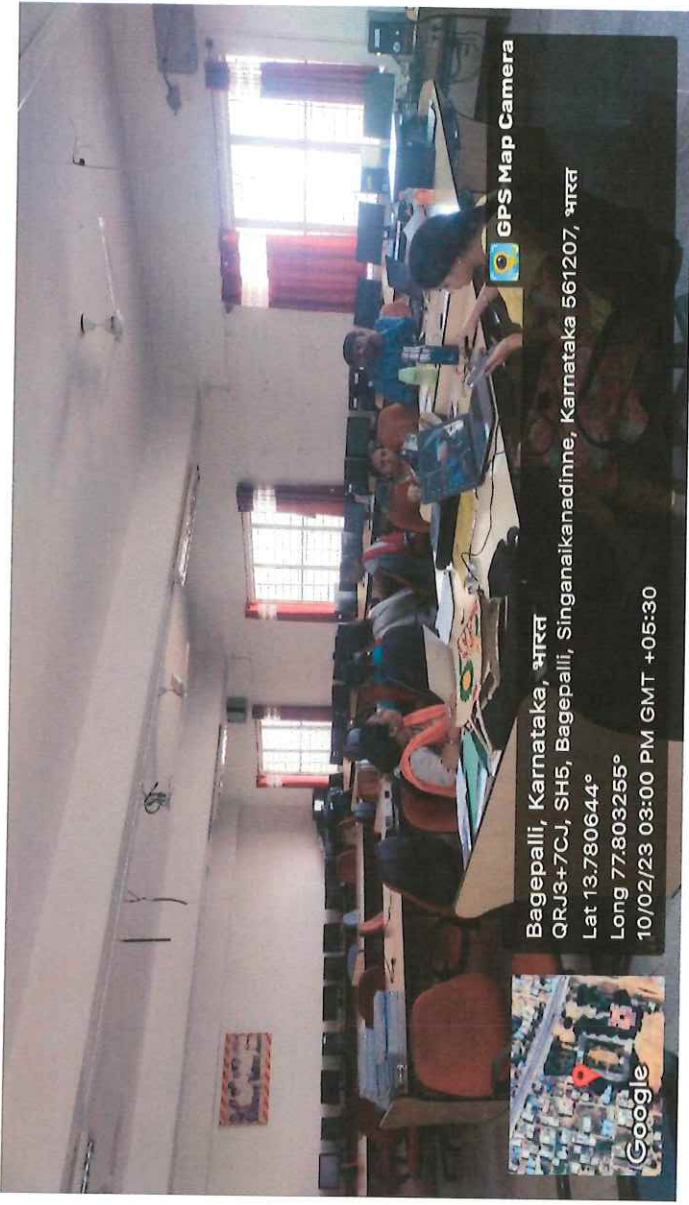 GPS Map Camera
Bagepalli, Karnataka, भारत
QRJ3+7CJ, SH5, Bagepalli, Singanaikanadinne, Karnataka 561207, भारत
Lat 13.780644°
Long 77.803255°
10/02/23 03:00 PM GMT +05:30
Google